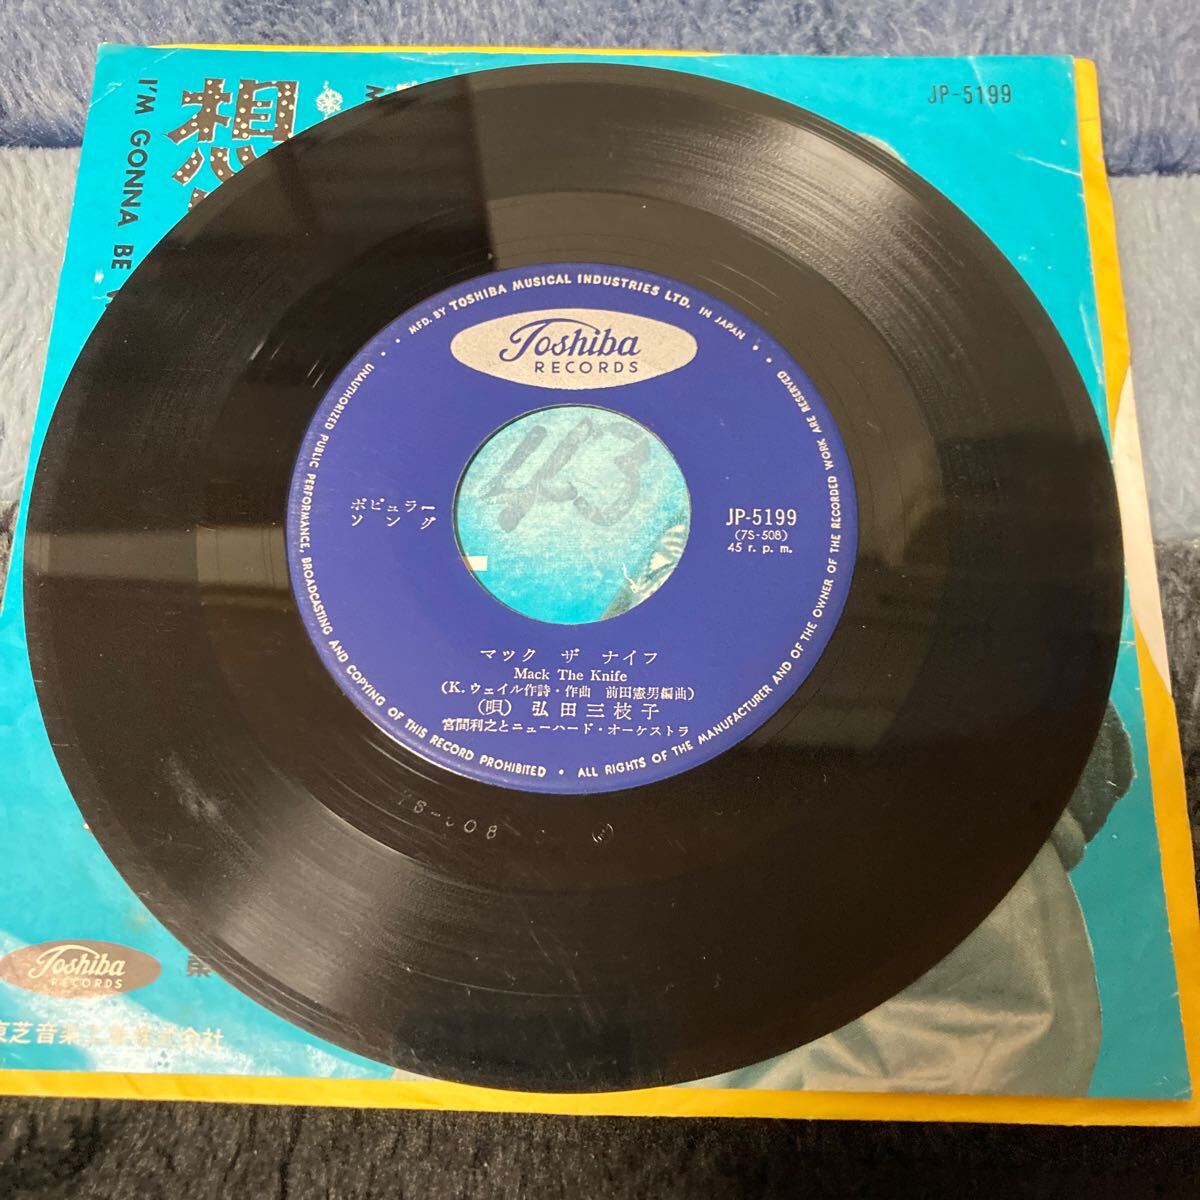 JP-5199
想
I'M GONNA BE
MFD. BY TOSHIBA MUSICAL INDUSTRIES LTD. IN JAPAN
Toshiba
RECORDS
43
ポピュラー
ソング
JP-5199
(7S-508)
45 r. p. m.
マック ザ ナイフ
Mack The Knife
(K. ウェイル作詩・作曲 前田憲男編曲)
(唄) 弘田三枝子
宮間利之とニューハード・オーケストラ
UNAUTHORIZED PUBLIC PERFORMANCE, BROADCASTING AND COPYING OF THIS RECORD PROHIBITED • ALL RIGHTS OF THE MANUFACTURER AND OF THE OWNER OF THE RECORDED WORK ARE RESERVED
Toshiba
RECORDS
東芝音楽工業株式会社